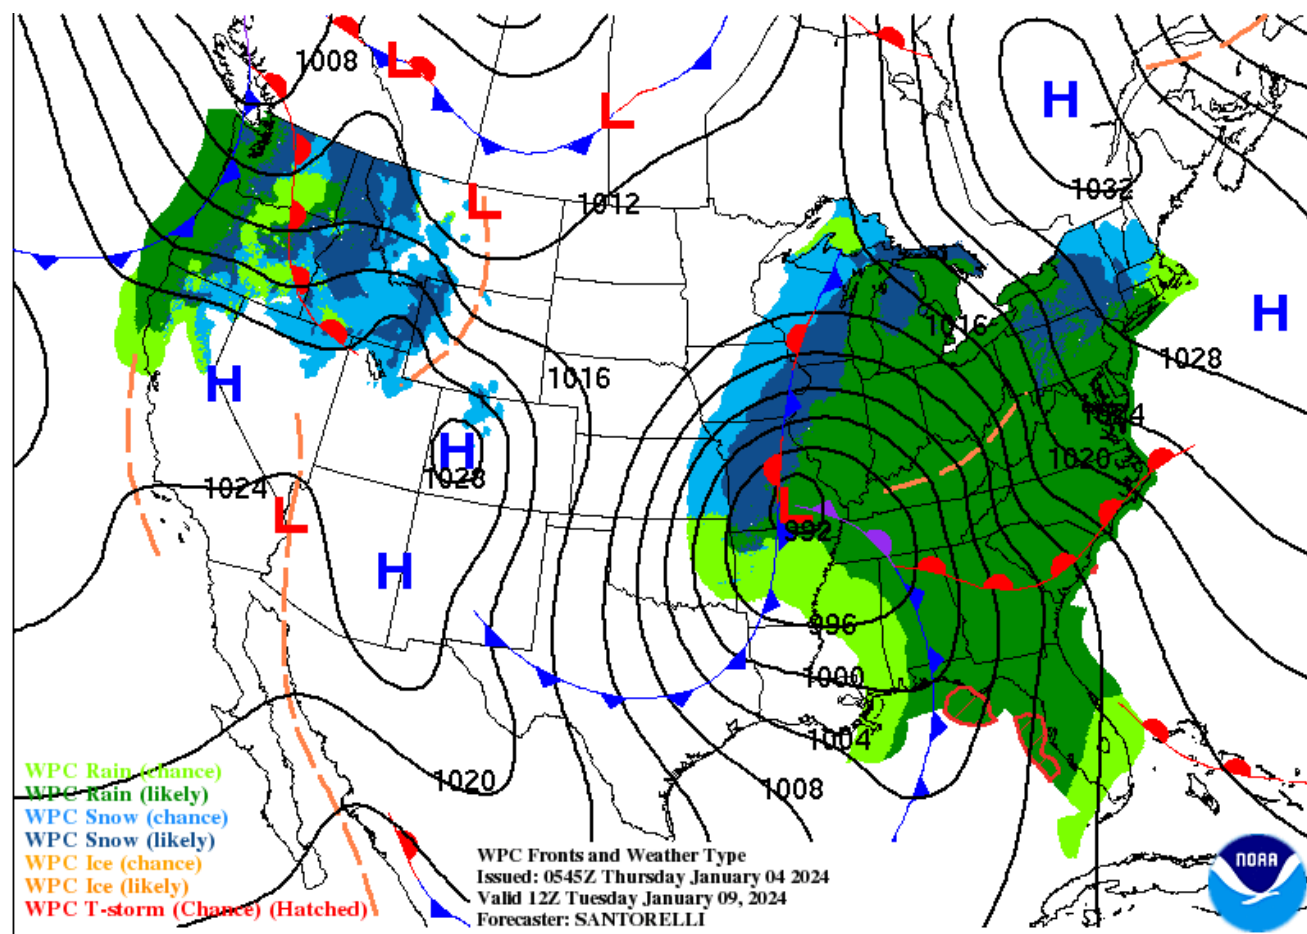 1008
L
L
H
L
1012
1032
H
1016
1028
H
1016
H
1028
1024
1020
1024
L
L
992
H
996
1000
1004
1020
1008
WPC Rain (chance)
WPC Rain (likely)
WPC Snow (chance)
WPC Snow (likely)
WPC Ice (chance)
WPC Ice (likely)
WPC T-storm (Chance) (Hatched)
WPC Fronts and Weather Type
Issued: 0545Z Thursday January 04 2024
Valid 12Z Tuesday January 09, 2024
Forecaster: SANTORELLI
NOAA